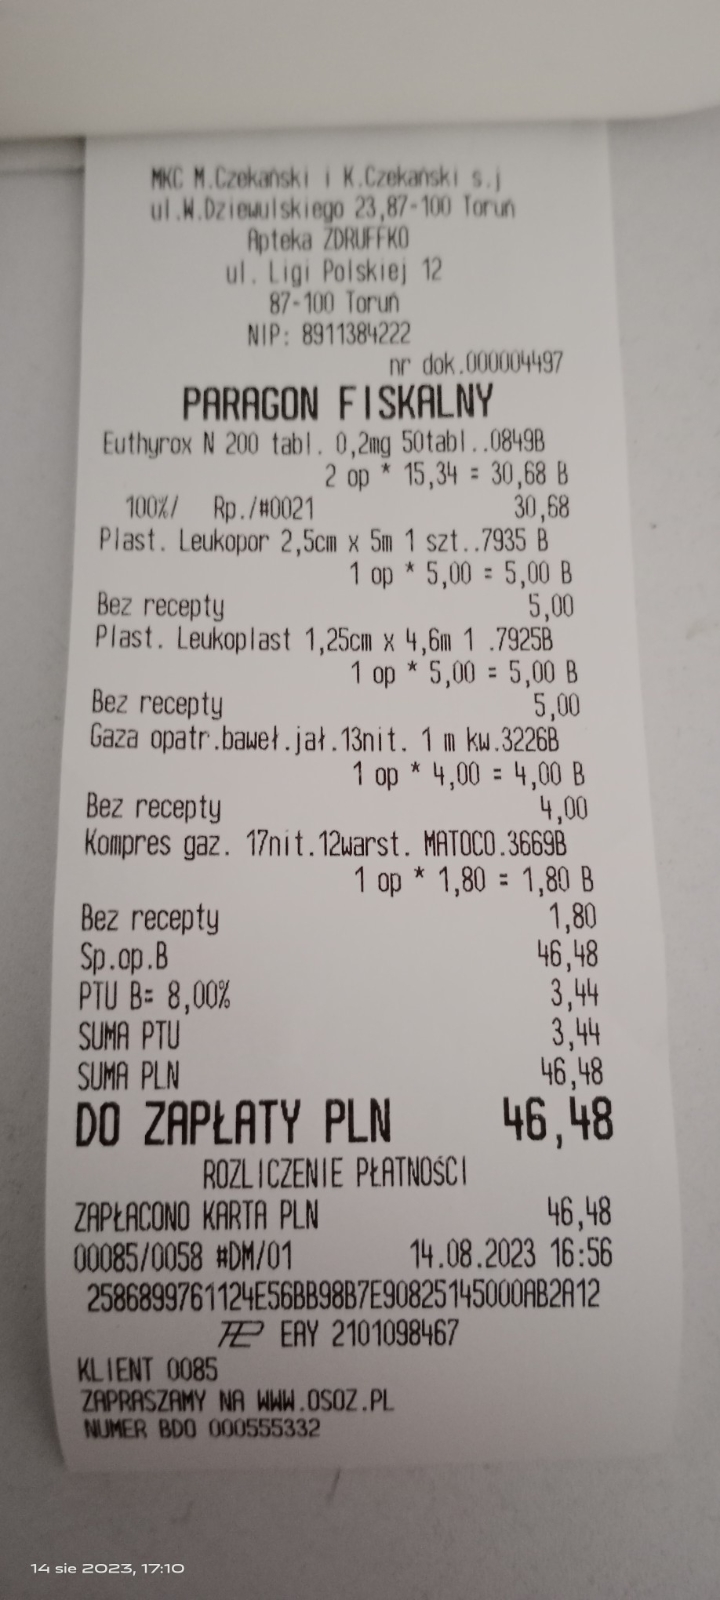 MKC M.Czekański i K.Czekański s.j
ul.W.Dziewulskiego 23,87-100 Toruń
Apteka ZDRUFFKO
ul. Ligi Polskiej 12
87-100 Toruń
NIP: 8911384222
nr dok.000004497
PARAGON FISKALNY
Euthyrox N 200 tabl. 0,2mg 50tabl..0849B
2 op * 15,34 = 30,68 B
100%/ Rp./#0021 30,68
Plast. Leukopor 2,5cm x 5m 1 szt..7935 B
1 op * 5,00 = 5,00 B
Bez recepty 5,00
Plast. Leukoplast 1,25cm x 4,6m 1 .7925B
1 op * 5,00 = 5,00 B
Bez recepty 5,00
Gaza opatr.baweł.jał.13nit. 1 m kw.3226B
1 op * 4,00 = 4,00 B
Bez recepty 4,00
Kompres gaz. 17nit.12warst. MATOCO.3669B
1 op * 1,80 = 1,80 B
Bez recepty 1,80
Sp.op.B 46,48
PTU B= 8,00% 3,44
SUMA PTU 3,44
SUMA PLN 46,48
DO ZAPŁATY PLN 46,48
ROZLICZENIE PŁATNOŚCI
ZAPŁACONO KARTA PLN 46,48
00085/0058 #DM/01 14.08.2023 16:56
2586899761124E56BB98B7E90825145000AB2A12
EAY 2101098467
KLIENT 0085
ZAPRASZAMY NA WWW.OSOZ.PL
NUMER BDO 000555332
14 sie 2023, 17:10